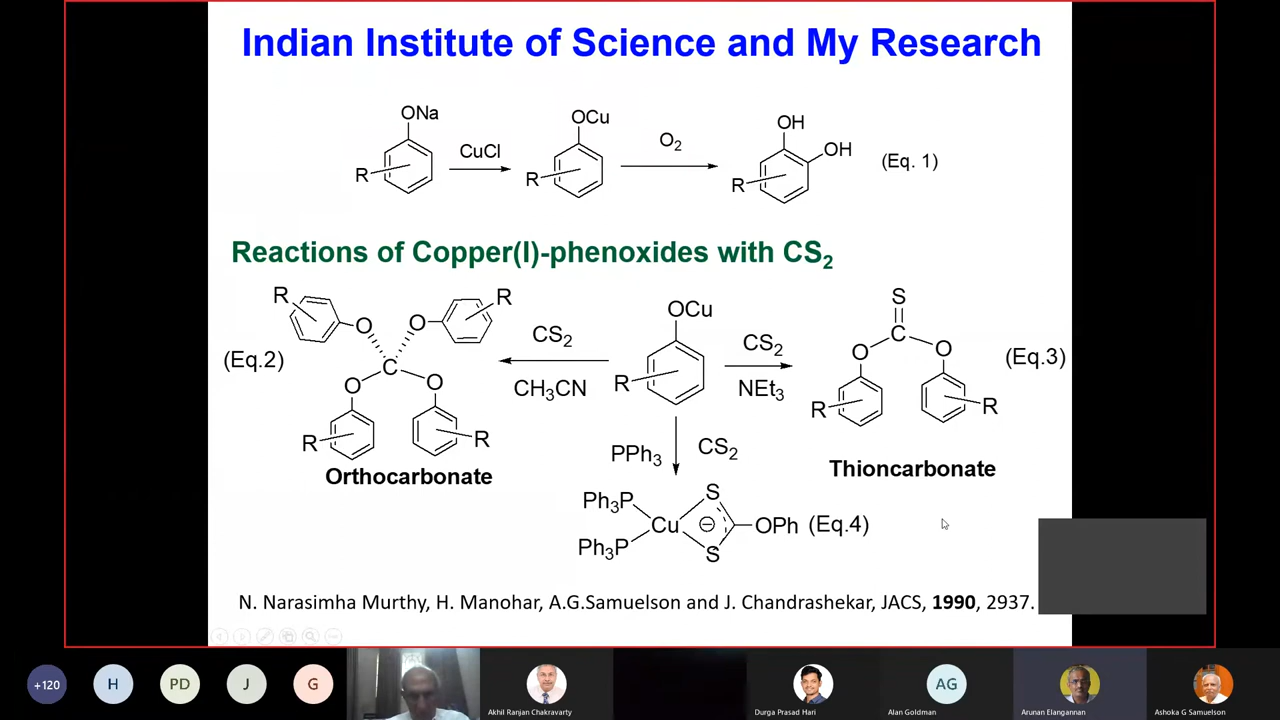 Indian Institute of Science and My Research
ONa
CuCl
R
OCu
O2
R
OH
OH
R
(Eq. 1)
Reactions of Copper(I)-phenoxides with CS2
(Eq.2)
R
O
O
R
C
O
O
R
R
Orthocarbonate
CS2
CH3CN
OCu
R
CS2
NEt3
S
C
O
O
R
R
(Eq.3)
Thioncarbonate
PPh3
CS2
Ph3P
Ph3P
Cu
S
S
OPh
(Eq.4)
N. Narasimha Murthy, H. Manohar, A.G.Samuelson and J. Chandrashekar, JACS, 1990, 2937.
+120
H
PD
J
G
Akhil Ranjan Chakravarty
Durga Prasad Hari
AG
Alan Goldman
Arunan Elangannan
Ashoka G Samuelson